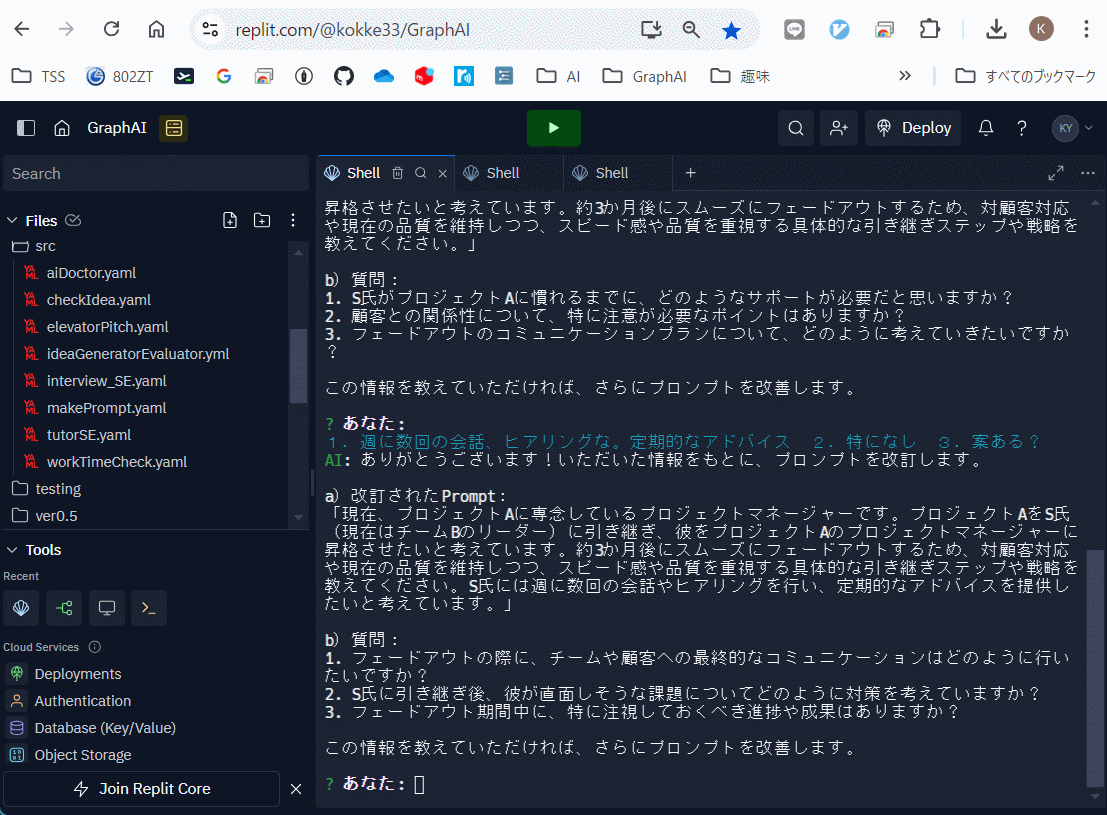 replit.com/@kokke33/GraphAI
K
TSS
802ZT
AI
GraphAI
趣味
»
すべてのブックマーク
GraphAI
Deploy
?
KY
Search
Shell
Shell
Shell
Files
src
aiDoctor.yaml
checkIdea.yaml
elevatorPitch.yaml
ideaGeneratorEvaluator.yml
interview_SE.yaml
makePrompt.yaml
tutorSE.yaml
workTimeCheck.yaml
testing
ver0.5
Tools
Recent
Cloud Services
Deployments
Authentication
Database (Key/Value)
Object Storage
Join Replit Core
昇格させたいと考えています。約3か月後にスムーズにフェードアウトするため、対顧客対応
や現在の品質を維持しつつ、スピード感や品質を重視する具体的な引き継ぎステップや戦略を
教えてください。」
b) 質問：
1. S氏がプロジェクトAに慣れるまでに、どのようなサポートが必要だと思いますか？
2. 顧客との関係性について、特に注意が必要なポイントはありますか？
3. フェードアウトのコミュニケーションプランについて、どのように考えていきたいですか
？
この情報を教えていただければ、さらにプロンプトを改善します。
? あなた:
１．週に数回の会話、ヒアリングな。定期的なアドバイス　２．特になし　３．案ある？
AI: ありがとうございます！いただいた情報をもとに、プロンプトを改訂します。
a) 改訂されたPrompt：
「現在、プロジェクトAに専念しているプロジェクトマネージャーです。プロジェクトAをS氏
（現在はチームBのリーダー）に引き継ぎ、彼をプロジェクトAのプロジェクトマネージャーに
昇格させたいと考えています。約3か月後にスムーズにフェードアウトするため、対顧客対応
や現在の品質を維持しつつ、スピード感や品質を重視する具体的な引き継ぎステップや戦略を
教えてください。S氏には週に数回の会話やヒアリングを行い、定期的なアドバイスを提供し
たいと考えています。」
b) 質問：
1. フェードアウトの際に、チームや顧客への最終的なコミュニケーションはどのように行い
たいですか？
2. S氏に引き継ぎ後、彼が直面しそうな課題についてどのように対策を考えていますか？
3. フェードアウト期間中に、特に注視しておくべき進捗や成果はありますか？
この情報を教えていただければ、さらにプロンプトを改善します。
? あなた: